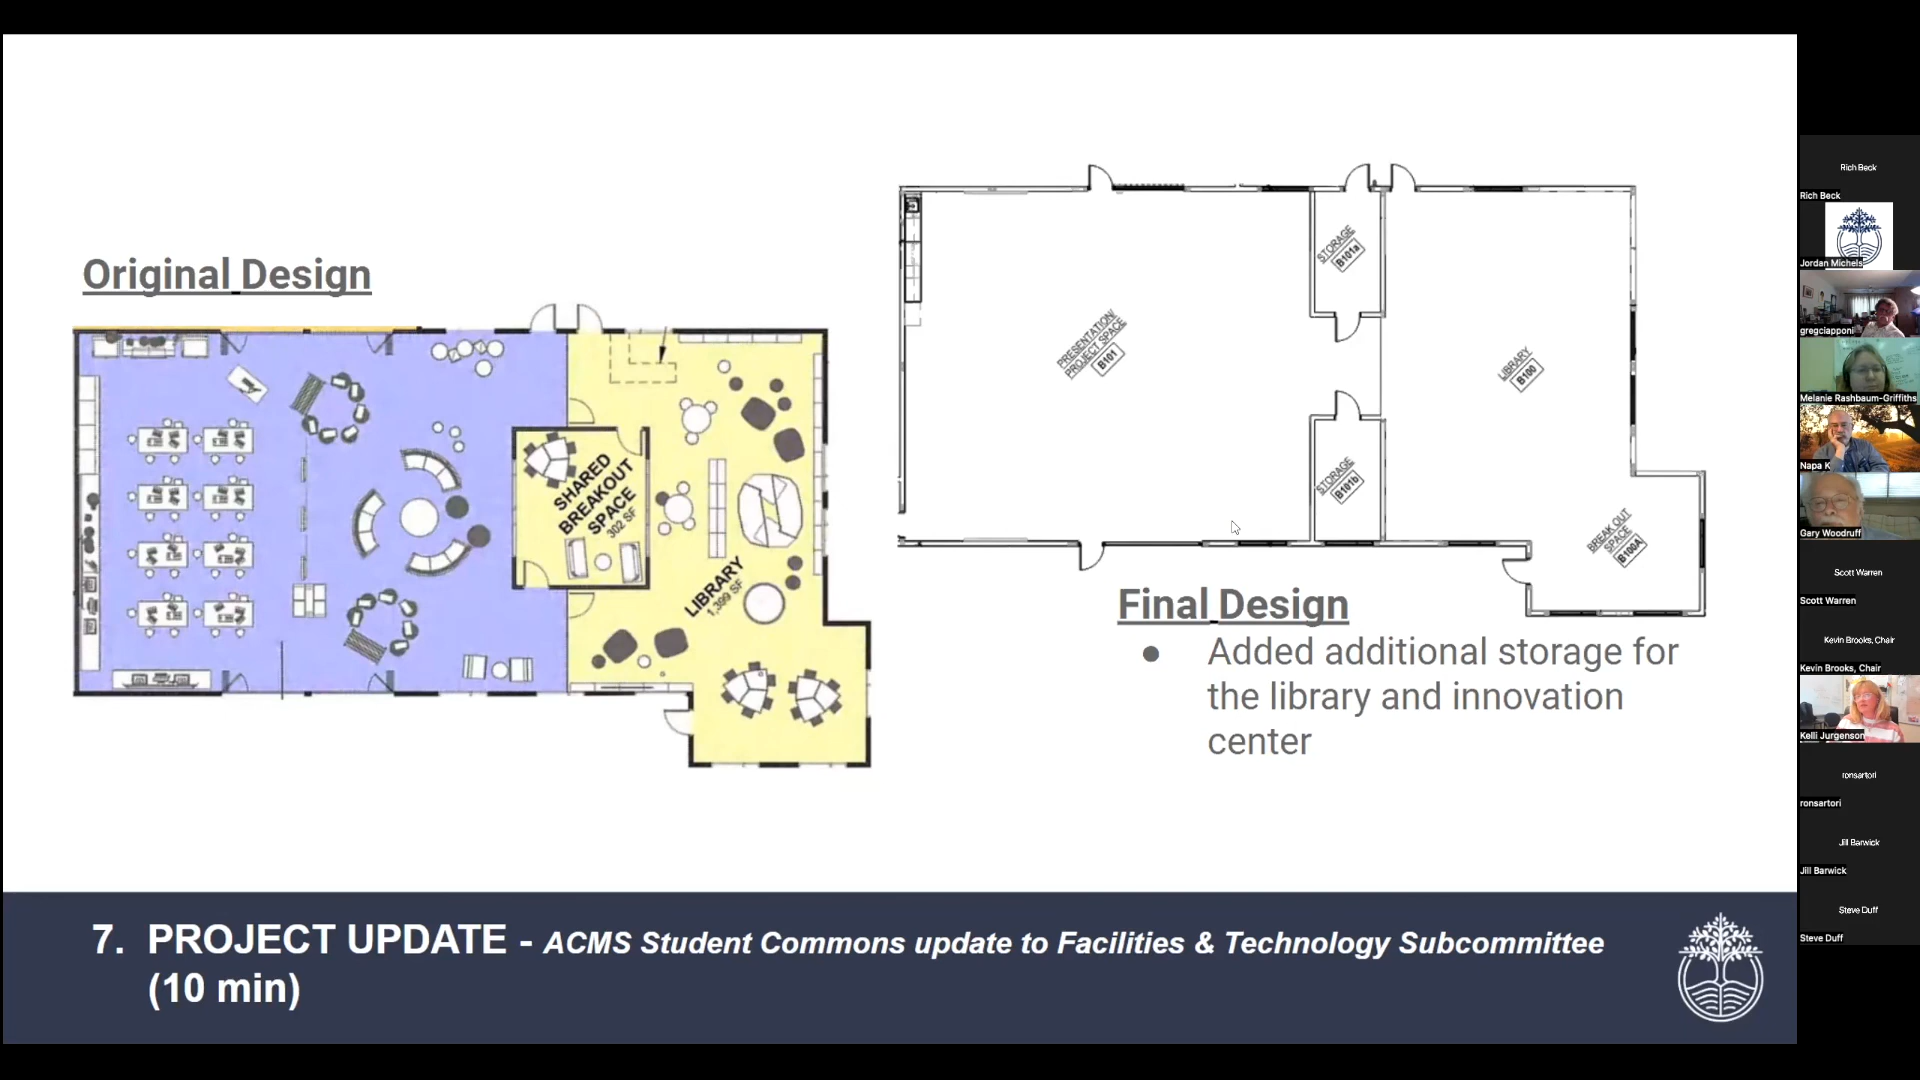 Original Design
SHARED
BREAKOUT
SPACE
302 SF
LIBRARY
1,399 SF
PRESENTATION/
PROJECT SPACE
B101
STORAGE
B101a
STORAGE
B101b
LIBRARY
B100
BREAK OUT
SPACE
B100A
Final Design
● Added additional storage for
the library and innovation
center
7. PROJECT UPDATE - ACMS Student Commons update to Facilities & Technology Subcommittee
(10 min)
Rich Beck
Rich Beck
Jordan Michels
gregciapponi
Melanie Rashbaum-Griffiths
Napa K
Gary Woodruff
Scott Warren
Scott Warren
Kevin Brooks, Chair
Kevin Brooks, Chair
Kelli Jurgenson
ronsartori
ronsartori
Jill Barwick
Jill Barwick
Steve Duff
Steve Duff